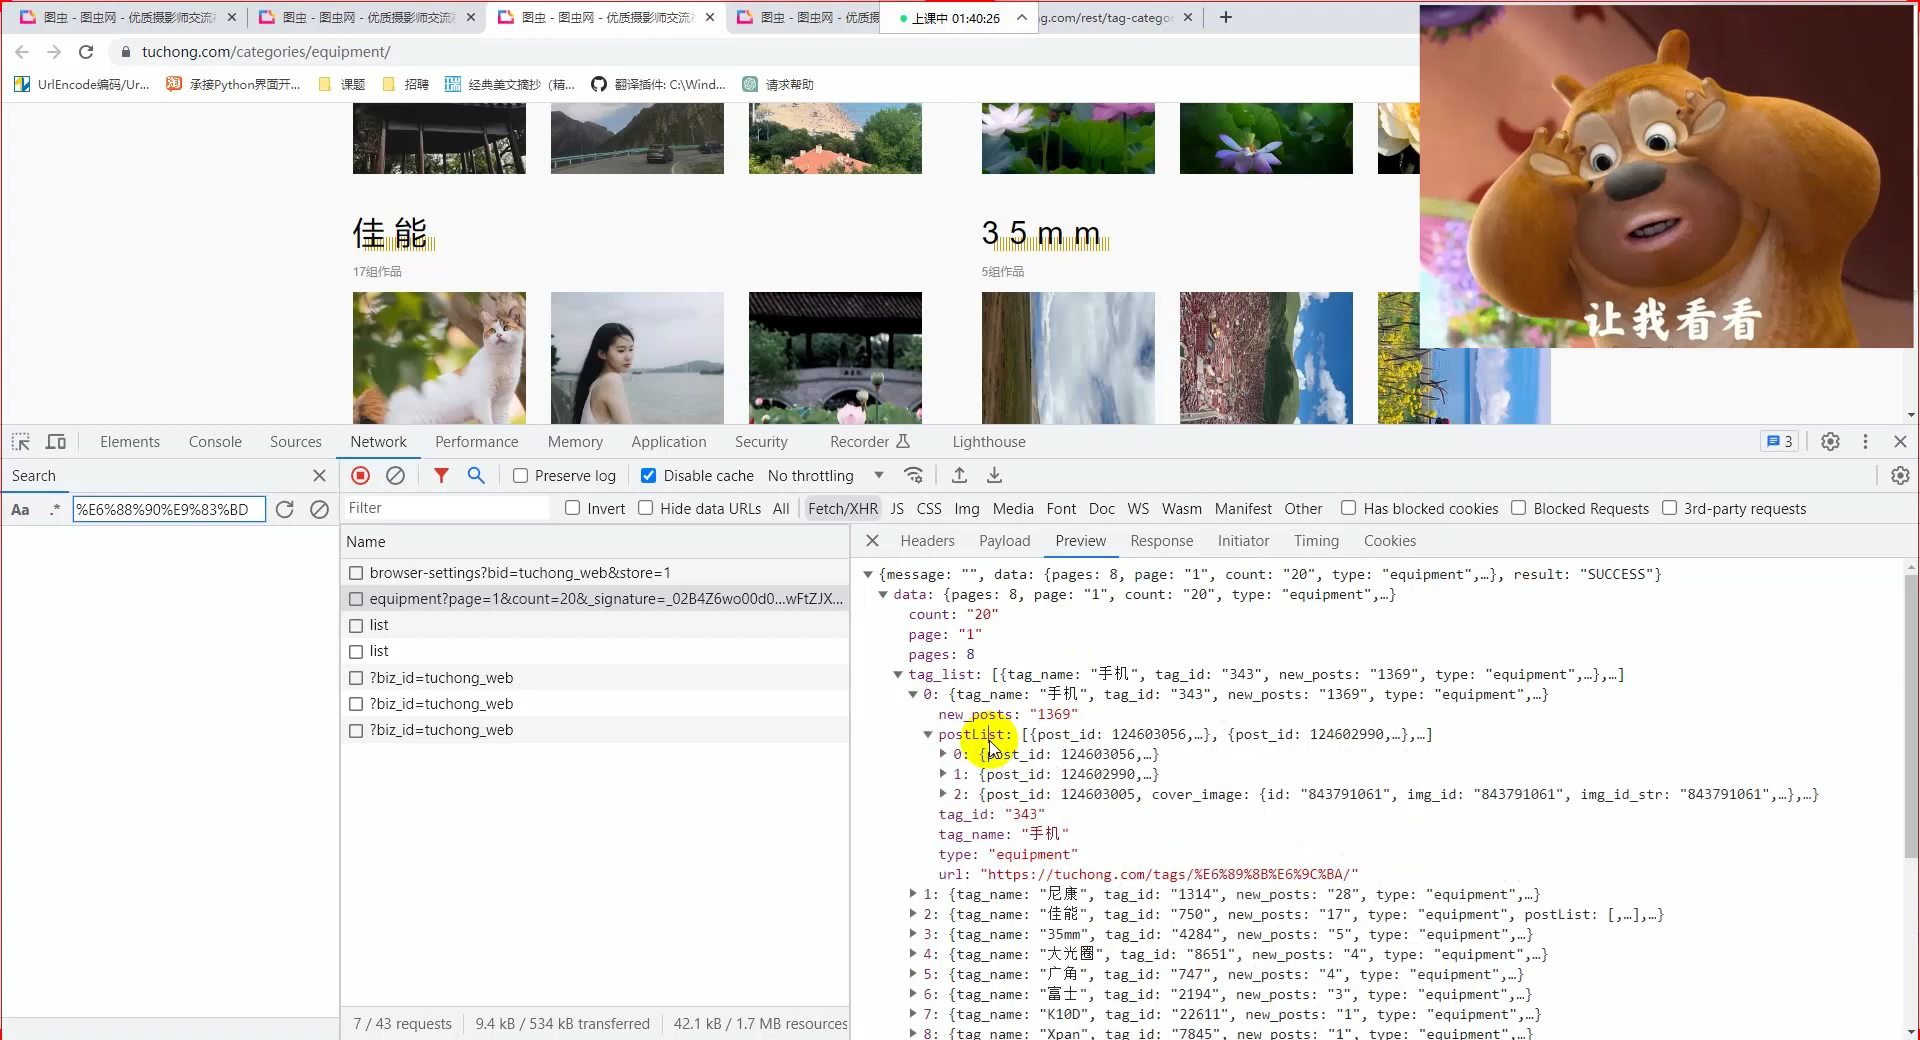 图虫 - 图虫网 - 优质摄影师交流社
图虫 - 图虫网 - 优质摄影师交流社
图虫 - 图虫网 - 优质摄影师交流社
图虫 - 图虫网 - 优质摄
上课中 01:40:26
g.com/rest/tag-catego
tuchong.com/categories/equipment/
UrlEncode编码/Ur...
承接Python界面开...
课题
招聘
经典美文摘抄（精...
翻译插件: C:\Wind...
请求帮助
佳能
17组作品
35mm
5组作品
让我看看
Elements
Console
Sources
Network
Performance
Memory
Application
Security
Recorder
Lighthouse
3
Search
Preserve log
Disable cache
No throttling
Aa
.*
%E6%88%90%E9%83%BD
Filter
Invert
Hide data URLs
All
Fetch/XHR
JS
CSS
Img
Media
Font
Doc
WS
Wasm
Manifest
Other
Has blocked cookies
Blocked Requests
3rd-party requests
Name
browser-settings?bid=tuchong_web&store=1
equipment?page=1&count=20&_signature=_02B4Z6wo00d0...wFtZJX...
list
list
?biz_id=tuchong_web
?biz_id=tuchong_web
?biz_id=tuchong_web
7 / 43 requests
9.4 kB / 534 kB transferred
42.1 kB / 1.7 MB resources
Headers
Payload
Preview
Response
Initiator
Timing
Cookies
{message: "", data: {pages: 8, page: "1", count: "20", type: "equipment",…}, result: "SUCCESS"}
data: {pages: 8, page: "1", count: "20", type: "equipment",…}
count: "20"
page: "1"
pages: 8
tag_list: [{tag_name: "手机", tag_id: "343", new_posts: "1369", type: "equipment",…},…]
0: {tag_name: "手机", tag_id: "343", new_posts: "1369", type: "equipment",…}
new_posts: "1369"
postList: [{post_id: 124603056,…}, {post_id: 124602990,…},…]
0: {post_id: 124603056,…}
1: {post_id: 124602990,…}
2: {post_id: 124603005, cover_image: {id: "843791061", img_id: "843791061", img_id_str: "843791061",…},…}
tag_id: "343"
tag_name: "手机"
type: "equipment"
url: "https://tuchong.com/tags/%E6%89%8B%E6%9C%BA/"
1: {tag_name: "尼康", tag_id: "1314", new_posts: "28", type: "equipment",…}
2: {tag_name: "佳能", tag_id: "750", new_posts: "17", type: "equipment", postList: [,…],…}
3: {tag_name: "35mm", tag_id: "4284", new_posts: "5", type: "equipment",…}
4: {tag_name: "大光圈", tag_id: "8651", new_posts: "4", type: "equipment",…}
5: {tag_name: "广角", tag_id: "747", new_posts: "4", type: "equipment",…}
6: {tag_name: "富士", tag_id: "2194", new_posts: "3", type: "equipment",…}
7: {tag_name: "K10D", tag_id: "22611", new_posts: "1", type: "equipment",…}
8: {tag_name: "Xpan", tag_id: "7845", new_posts: "1", type: "equipment",…}